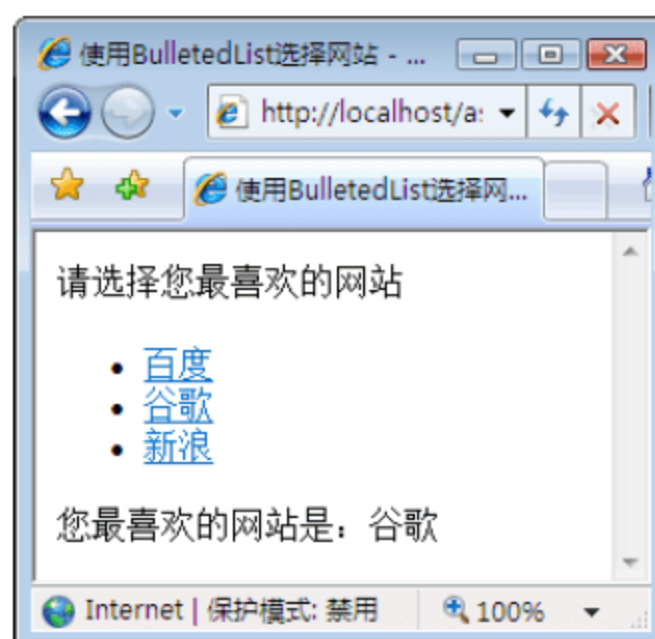 使用BulletedList选择网站 - ...
http://localhost/a:
使用BulletedList选择网...
请选择您最喜欢的网站
百度
谷歌
新浪
您最喜欢的网站是：谷歌
Internet | 保护模式: 禁用
100%